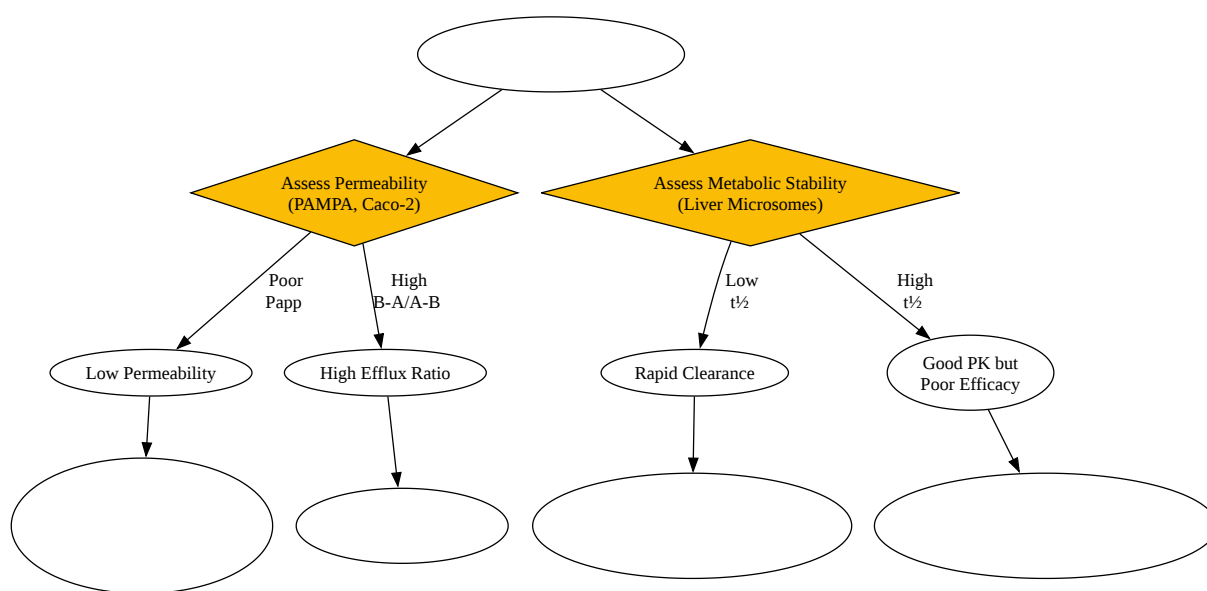 Assess Permeability
(PAMPA, Caco-2)
Assess Metabolic Stability
(Liver Microsomes)
Poor
Papp
High
B-A/A-B
Low
t½
High
t½
Low Permeability
High Efflux Ratio
Rapid Clearance
Good PK but
Poor Efficacy